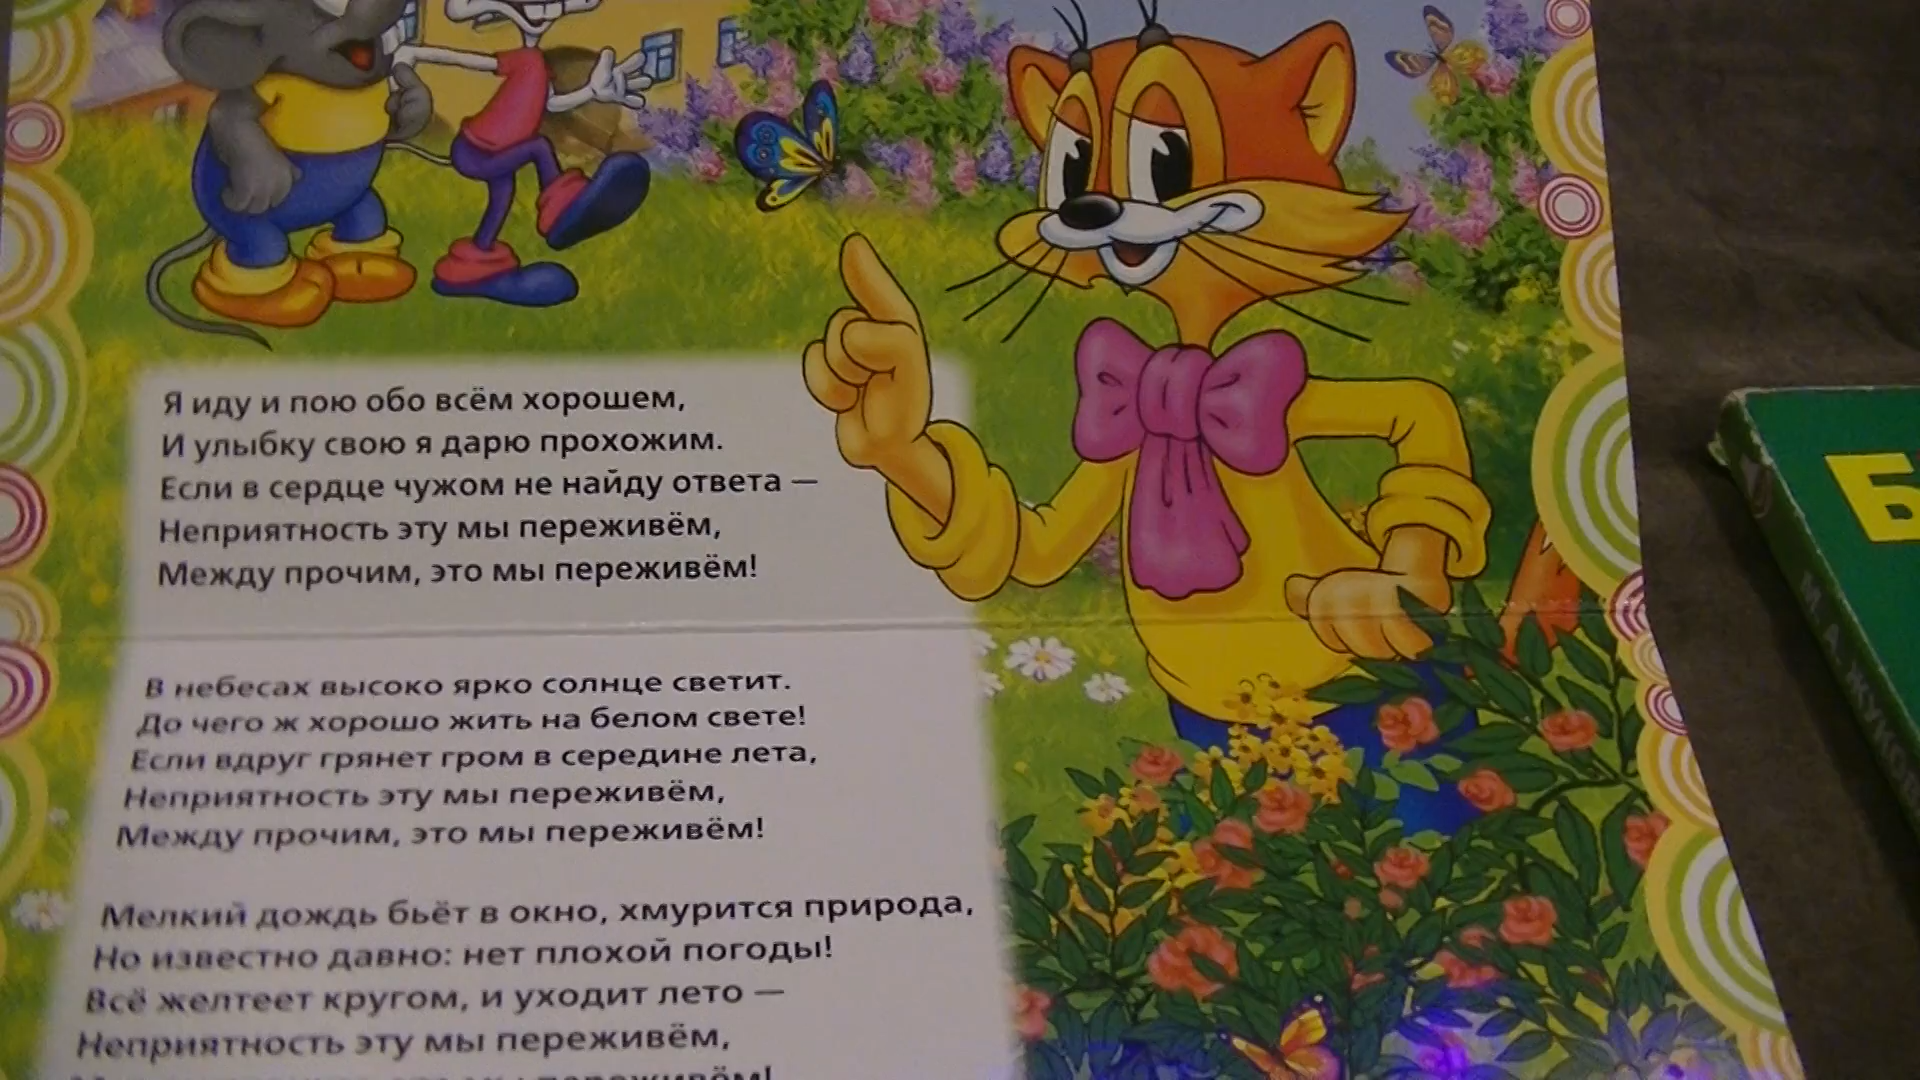 Я иду и пою обо всём хорошем,
И улыбку свою я дарю прохожим.
Если в сердце чужом не найду ответа —
Неприятность эту мы переживём,
Между прочим, это мы переживём!
В небесах высоко ярко солнце светит.
До чего ж хорошо жить на белом свете!
Если вдруг грянет гром в середине лета,
Неприятность эту мы переживём,
Между прочим, это мы переживём!
Мелкий дождь бьёт в окно, хмурится природа,
Но известно давно: нет плохой погоды!
Всё желтеет кругом, и уходит лето —
Неприятность эту мы переживём,
переживём!
Б
М. А. ЖУКОВА